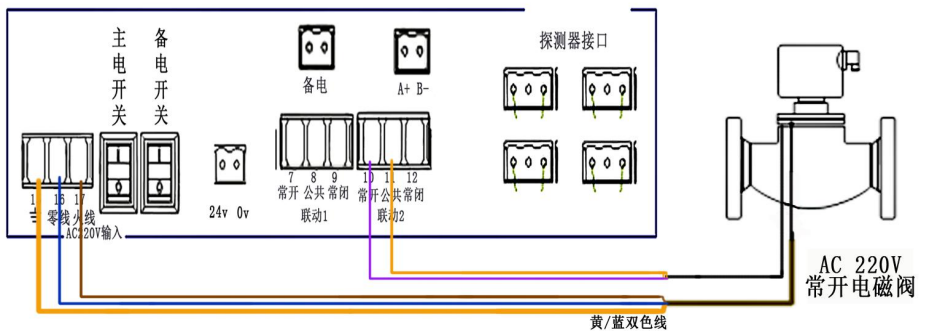 主电开关
备电开关
备电
A+ B-
探测器接口
16 17
零线 火线
AC220V输入
24v 0v
7 8 9
常开 公共 常闭
联动1
10 11 12
常开 公共 常闭
联动2
AC 220V
常开电磁阀
黄/蓝双色线